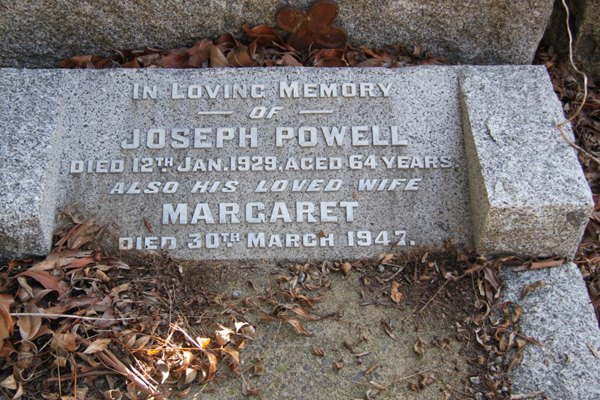 In Loving Memory
— OF —
JOSEPH POWELL
DIED 12TH JAN. 1929, AGED 64 YEARS.
ALSO HIS LOVED WIFE
MARGARET
DIED 30TH MARCH 1947.